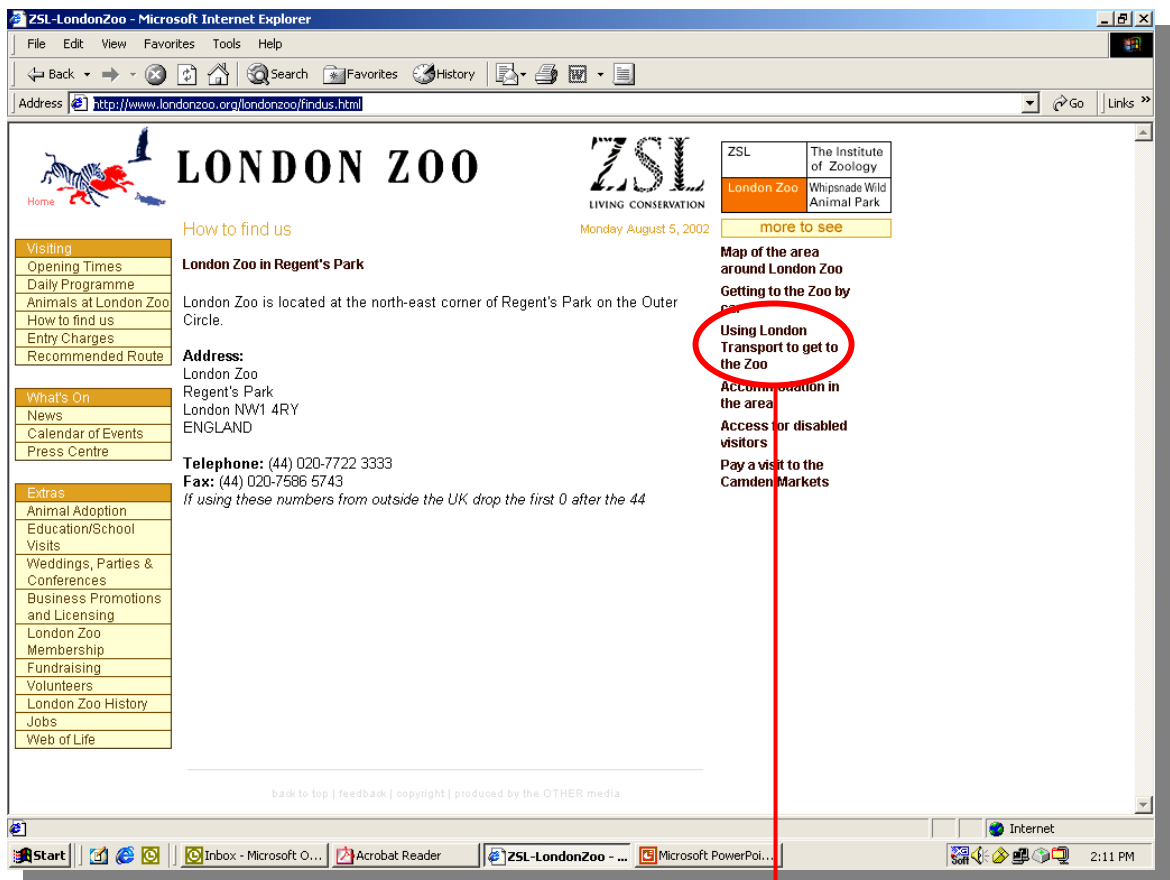 ZSL-LondonZoo - Microsoft Internet Explorer
File Edit View Favorites Tools Help
Back Search Favorites History
Address http://www.londonzoo.org/londonzoo/findus.html Go Links »
Home
LONDON ZOO
ZSL
LIVING CONSERVATION
ZSL
The Institute
of Zoology
London Zoo
Whipsnade Wild
Animal Park
How to find us
Monday August 5, 2002
more to see
Visiting
Opening Times
Daily Programme
Animals at London Zoo
How to find us
Entry Charges
Recommended Route
What's On
News
Calendar of Events
Press Centre
Extras
Animal Adoption
Education/School
Visits
Weddings, Parties &
Conferences
Business Promotions
and Licensing
London Zoo
Membership
Fundraising
Volunteers
London Zoo History
Jobs
Web of Life
London Zoo in Regent's Park
London Zoo is located at the north-east corner of Regent's Park on the Outer
Circle.
Address:
London Zoo
Regent's Park
London NW1 4RY
ENGLAND
Telephone: (44) 020-7722 3333
Fax: (44) 020-7586 5743
If using these numbers from outside the UK drop the first 0 after the 44
Map of the area
around London Zoo
Getting to the Zoo by
car
Using London
Transport to get to
the Zoo
Accommodation in
the area
Access for disabled
visitors
Pay a visit to the
Camden Markets
back to top | feedback | copyright | produced by the OTHER media
Internet
Start Inbox - Microsoft O... Acrobat Reader ZSL-LondonZoo - ... Microsoft PowerPoi... 2:11 PM